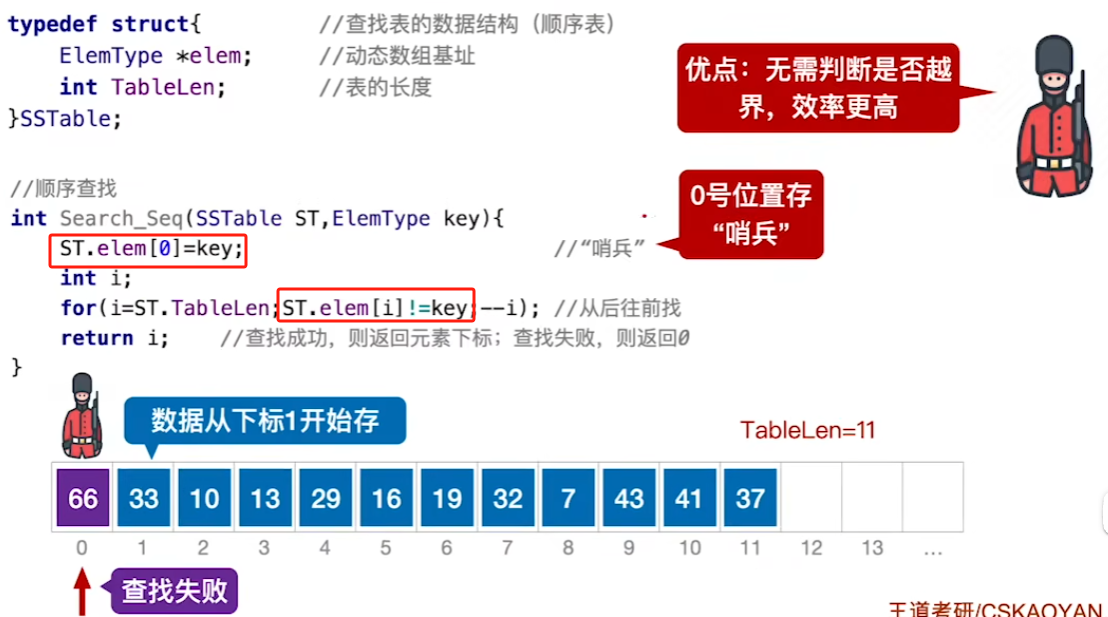 typedef struct{ //查找表的数据结构（顺序表）
ElemType *elem; //动态数组基址
int TableLen; //表的长度
}SSTable;
优点：无需判断是否越
界，效率更高
//顺序查找
int Search_Seq(SSTable ST,ElemType key){
ST.elem[0]=key; //“哨兵”
0号位置存
“哨兵”
int i;
for(i=ST.TableLen;ST.elem[i]!=key;--i); //从后往前找
return i; //查找成功，则返回元素下标；查找失败，则返回0
}
数据从下标1开始存
TableLen=11
66 33 10 13 29 16 19 32 7 43 41 37
0 1 2 3 4 5 6 7 8 9 10 11 12 13 ...
查找失败
王道考研/CSKAOYAN